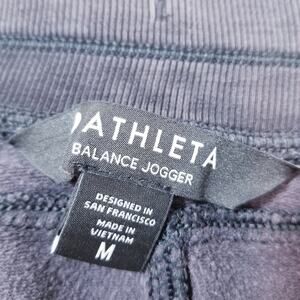 ATHLETA
BALANCE JOGGER
DESIGNED IN
SAN FRANCISCO
MADE IN
VIETNAM
M